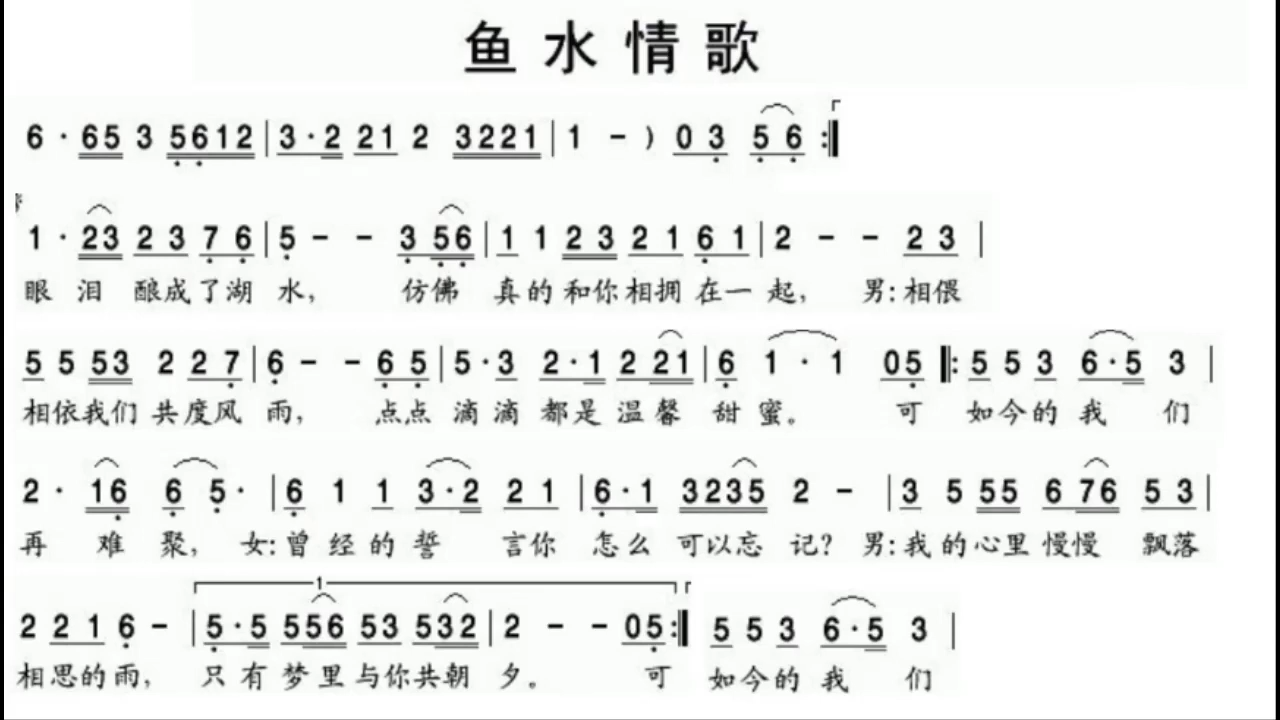 鱼水情歌
6 · 65 3 5612 | 3 · 2 21 2 3221 | 1 - ) 0 3 5 6 :||
1 · 23 2 3 7 6 | 5 - - 3 56 | 1 1 2 3 2 1 6 1 | 2 - - 2 3 |
眼 泪 酿成了湖 水, 仿佛 真的和你相拥在一 起, 男:相偎
5 5 53 2 2 7 | 6 - - 6 5 | 5 · 3 2 · 1 2 21 | 6 1 · 1 05 ||: 5 5 3 6 · 5 3 |
相依我们 共度风 雨, 点点 滴滴 都是温馨 甜蜜。 可 如今的我 们
2 · 16 6 5 · | 6 1 1 3 · 2 2 1 | 6 · 1 3235 2 - | 3 5 55 6 76 5 3 |
再 难 聚, 女:曾经的誓 言你 怎么 可以忘 记? 男:我的心里慢慢 飘落
1
2 2 1 6 - | 5 · 5 556 53 532 | 2 - - 05 :|| 5 5 3 6 · 5 3 |
相思的雨, 只有梦里与你共朝 夕。 可 如今的我 们